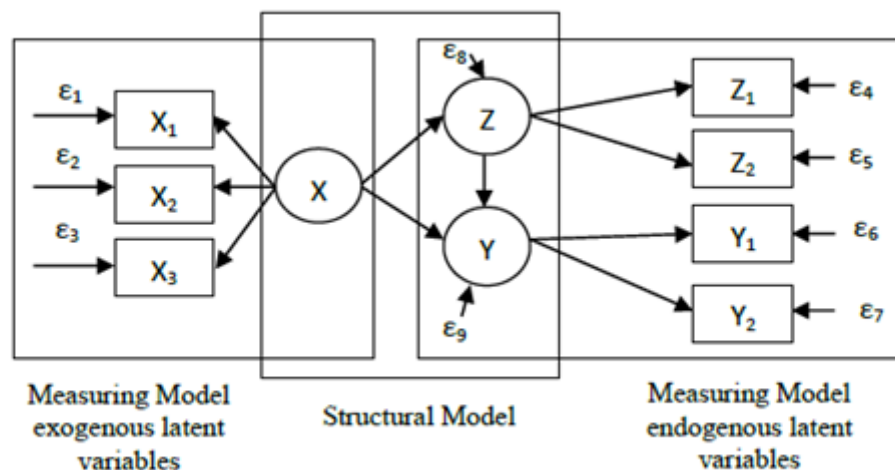 ε₈
ε₁
X₁
Z
Z₁
ε₄
ε₂
X₂
X
Z₂
ε₅
ε₃
X₃
Y
Y₁
ε₆
ε₉
Y₂
ε₇
Measuring Model
exogenous latent
variables
Structural Model
Measuring Model
endogenous latent
variables